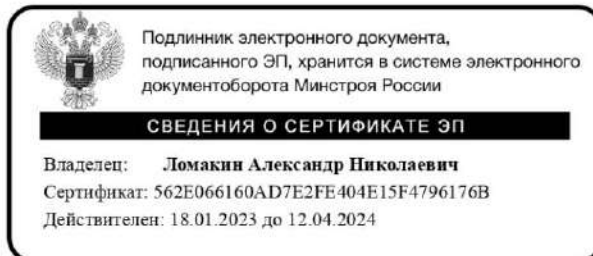 Подлинник электронного документа,
подписанного ЭП, хранится в системе электронного
документоборота Минстроя России
СВЕДЕНИЯ О СЕРТИФИКАТЕ ЭП
Владелец: Ломакин Александр Николаевич
Сертификат: 562E066160AD7E2FE404E15F4796176B
Действителен: 18.01.2023 до 12.04.2024